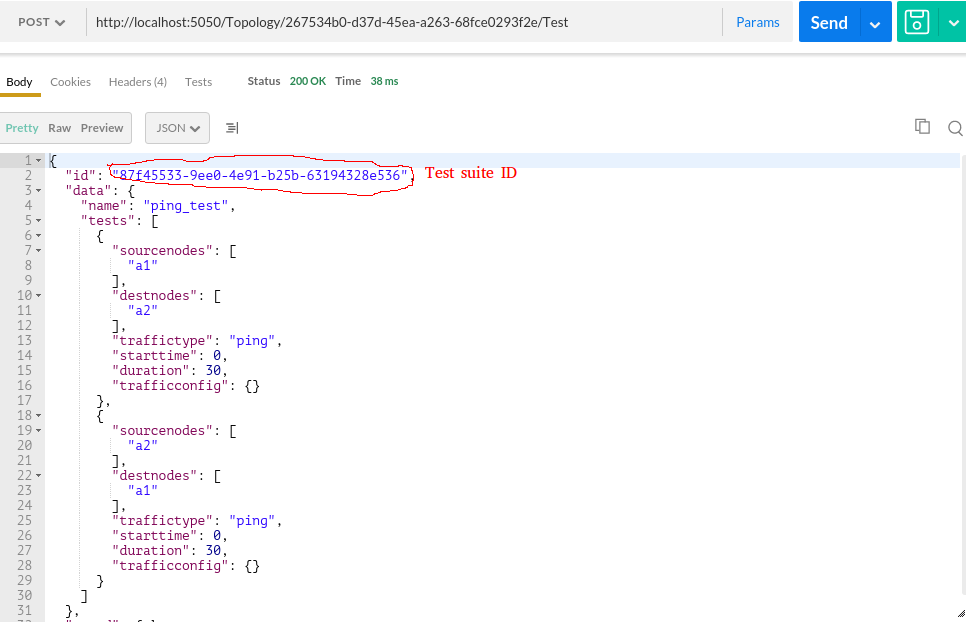 POST http://localhost:5050/Topology/267534b0-d37d-45ea-a263-68fce0293f2e/Test Params Send
Body Cookies Headers (4) Tests Status 200 OK Time 38 ms
Pretty Raw Preview JSON
1 {
2 "id": "87f45533-9ee0-4e91-b25b-63194328e536", Test suite ID
3 "data": {
4 "name": "ping_test",
5 "tests": [
6 {
7 "sourcenodes": [
8 "a1"
9 ],
10 "destnodes": [
11 "a2"
12 ],
13 "traffictype": "ping",
14 "starttime": 0,
15 "duration": 30,
16 "trafficconfig": {}
17 },
18 {
19 "sourcenodes": [
20 "a2"
21 ],
22 "destnodes": [
23 "a1"
24 ],
25 "traffictype": "ping",
26 "starttime": 0,
27 "duration": 30,
28 "trafficconfig": {}
29 }
30 ]
31 },